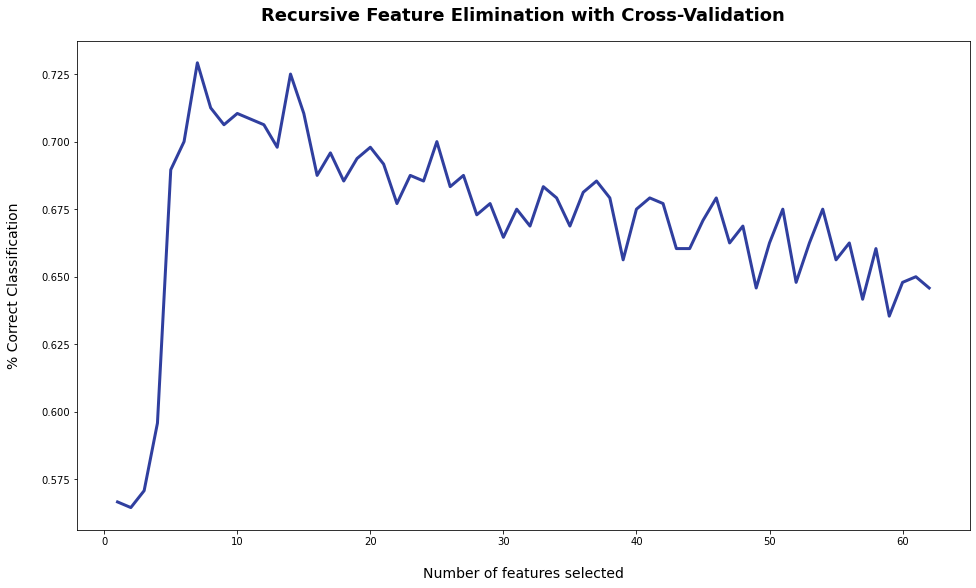 Recursive Feature Elimination with Cross-Validation
% Correct Classification
0.725
0.700
0.675
0.650
0.625
0.600
0.575
0 10 20 30 40 50 60
Number of features selected